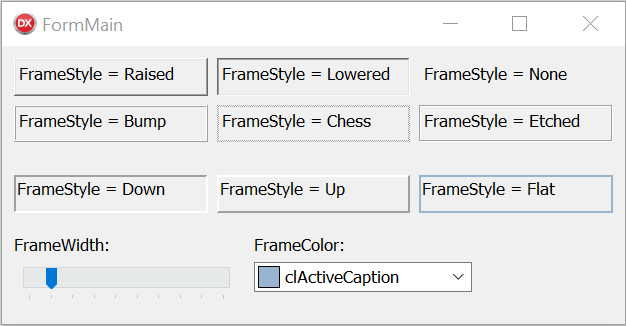 DX FormMain
FrameStyle = Raised FrameStyle = Lowered FrameStyle = None
FrameStyle = Bump FrameStyle = Chess FrameStyle = Etched
FrameStyle = Down FrameStyle = Up FrameStyle = Flat
FrameWidth: FrameColor:
clActiveCaption